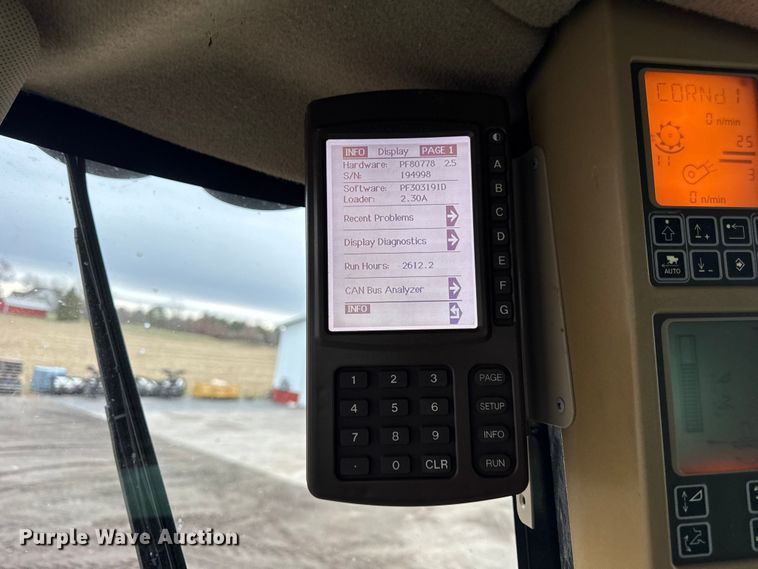 INFO Display PAGE 1
Hardware: PF80778 2.5
S/N: 194998
Software: PF303191D
Loader: 2.30A
Recent Problems
Display Diagnostics
Run Hours: 2612.2
CAN Bus Analyzer
INFO
A
B
C
D
E
F
G
1 2 3 PAGE
4 5 6 SETUP
7 8 9 INFO
. 0 CLR RUN
CORNd1
0 n/min
25
11
3
0 n/min
AUTO
Purple Wave Auction